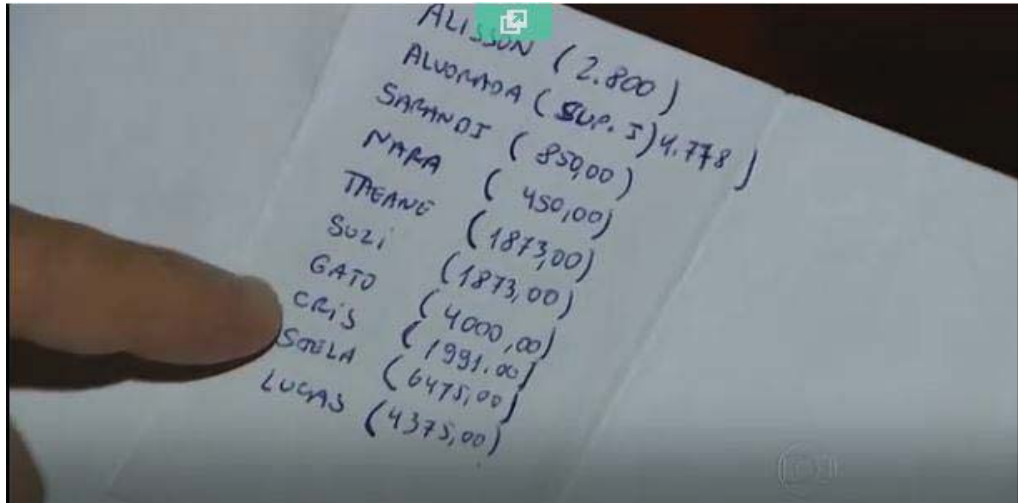 ALISSON (2.800)
ALVORADA (SUP. I) 4.778)
SARANDI (850,00)
NARA (450,00)
TAEANE (1873,00)
SUZI (1873,00)
GATO (4000,00)
CRIS (1991.00)
STELA (6475,00)
LUCAS (4375,00)